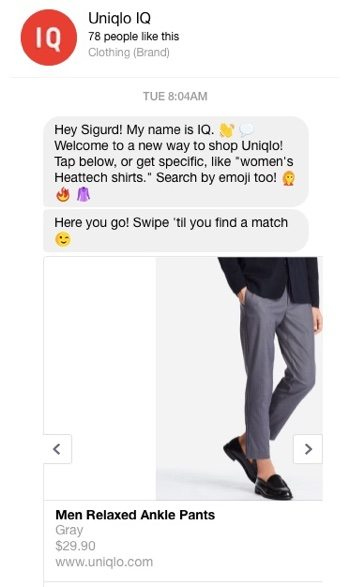 IQ
Uniqlo IQ
78 people like this
Clothing (Brand)
TUE 8:04AM
Hey Sigurd! My name is IQ. 👋 💭
Welcome to a new way to shop Uniqlo!
Tap below, or get specific, like "women's
Heattech shirts." Search by emoji too! 👩
🔥 🧥
Here you go! Swipe 'til you find a match
😉
Men Relaxed Ankle Pants
Gray
$29.90
www.uniqlo.com